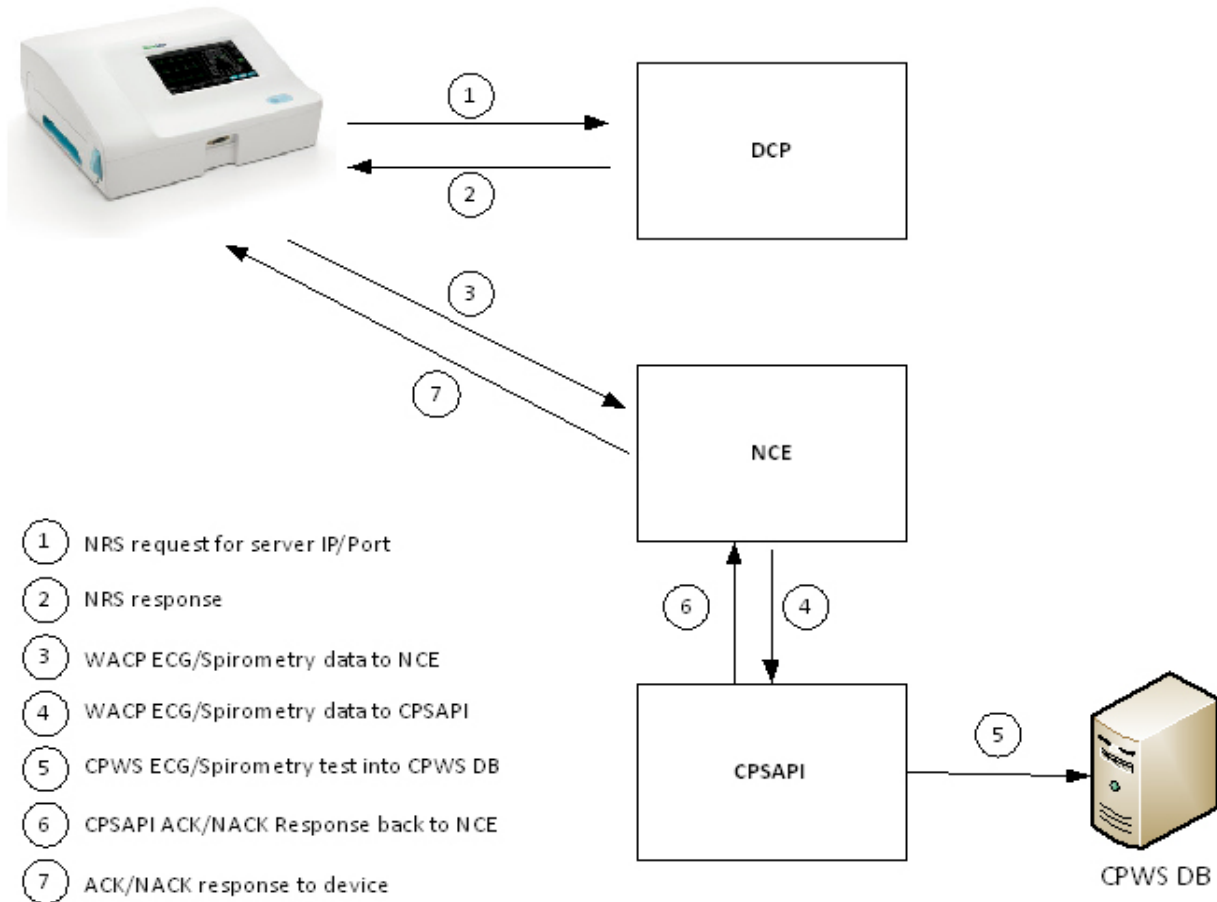 1
DCP
2
3
7
NCE
6
4
CPSAPI
5
CPWS DB
1 NRS request for server IP/Port
2 NRS response
3 WACP ECG/Spirometry data to NCE
4 WACP ECG/Spirometry data to CPSAPI
5 CPWS ECG/Spirometry test into CPWS DB
6 CPSAPI ACK/NACK Response back to NCE
7 ACK/NACK response to device